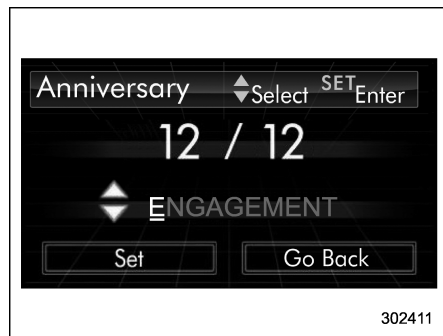 Anniversary Select SET Enter
12 / 12
ENGAGEMENT
Set Go Back
302411